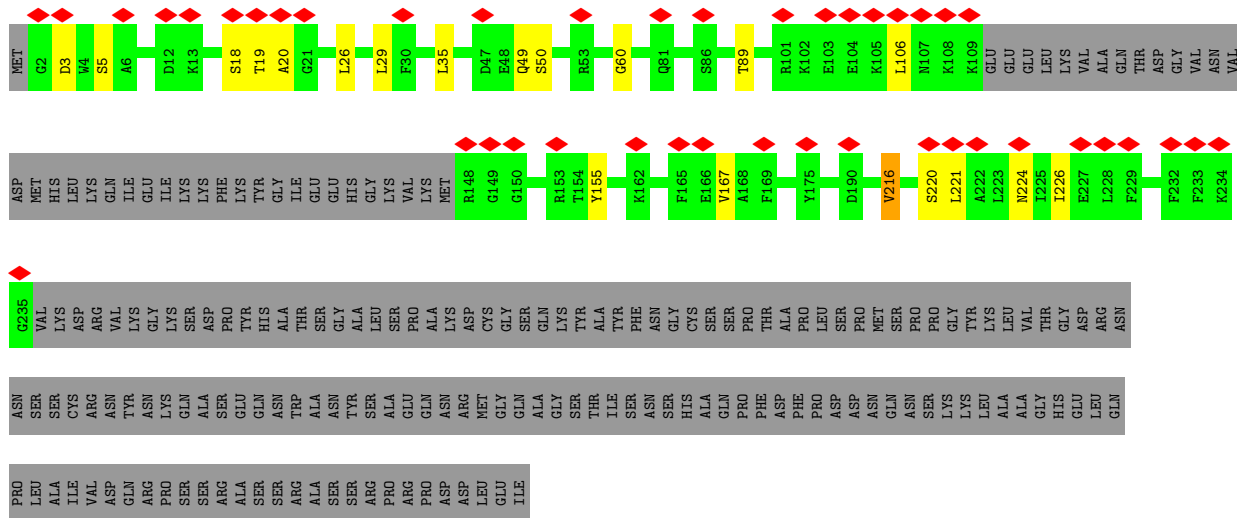 MET G2 D3 W4 S5 A6 D12 K13 S18 T19 A20 G21 L26 L29 F30 L35 D47 E48 Q49 S50 R53 G60 Q81 S86 T89 R101 K102 E103 E104 K105 L106 N107 K108 K109 GLU GLU GLU LEU LYS VAL ALA GLN THR ASP GLY VAL ASN VAL
ASP MET HIS LEU LYS GLN ILE GLU ILE LYS LYS PHE LYS TYR GLY ILE GLU GLU HIS GLY LYS VAL LYS MET R148 G149 G150 R153 T154 Y155 K162 F165 E166 V167 A168 F169 Y175 D190 V216 S220 L221 A222 L223 N224 I225 I226 E227 L228 F229 F232 F233 K234
G235 VAL LYS ASP ARG VAL LYS GLY LYS SER ASP PRO TYR HIS ALA THR SER GLY ALA LEU SER PRO ALA LYS ASP CYS GLY SER GLN LYS TYR ALA TYR PHE ASN GLY CYS SER SER PRO THR ALA PRO LEU SER PRO MET SER PRO PRO GLY TYR LYS LEU VAL THR GLY ASP ARG ASN
ASN SER SER CYS ARG ASN TYR ASN LYS GLN ALA SER GLU GLN ASN TRP ALA ASN TYR SER ALA GLU GLN ASN ARG MET GLY GLN ALA GLY SER THR ILE SER ASN SER HIS ALA GLN PRO PHE ASP PHE PRO ASP ASP ASN GLN ASN SER LYS LYS LEU ALA ALA GLY HIS GLU LEU GLN
PRO LEU ALA ILE VAL ASP GLN ARG PRO SER SER ARG ALA SER SER ARG ALA SER SER ARG PRO ARG PRO ASP ASP LEU GLU ILE